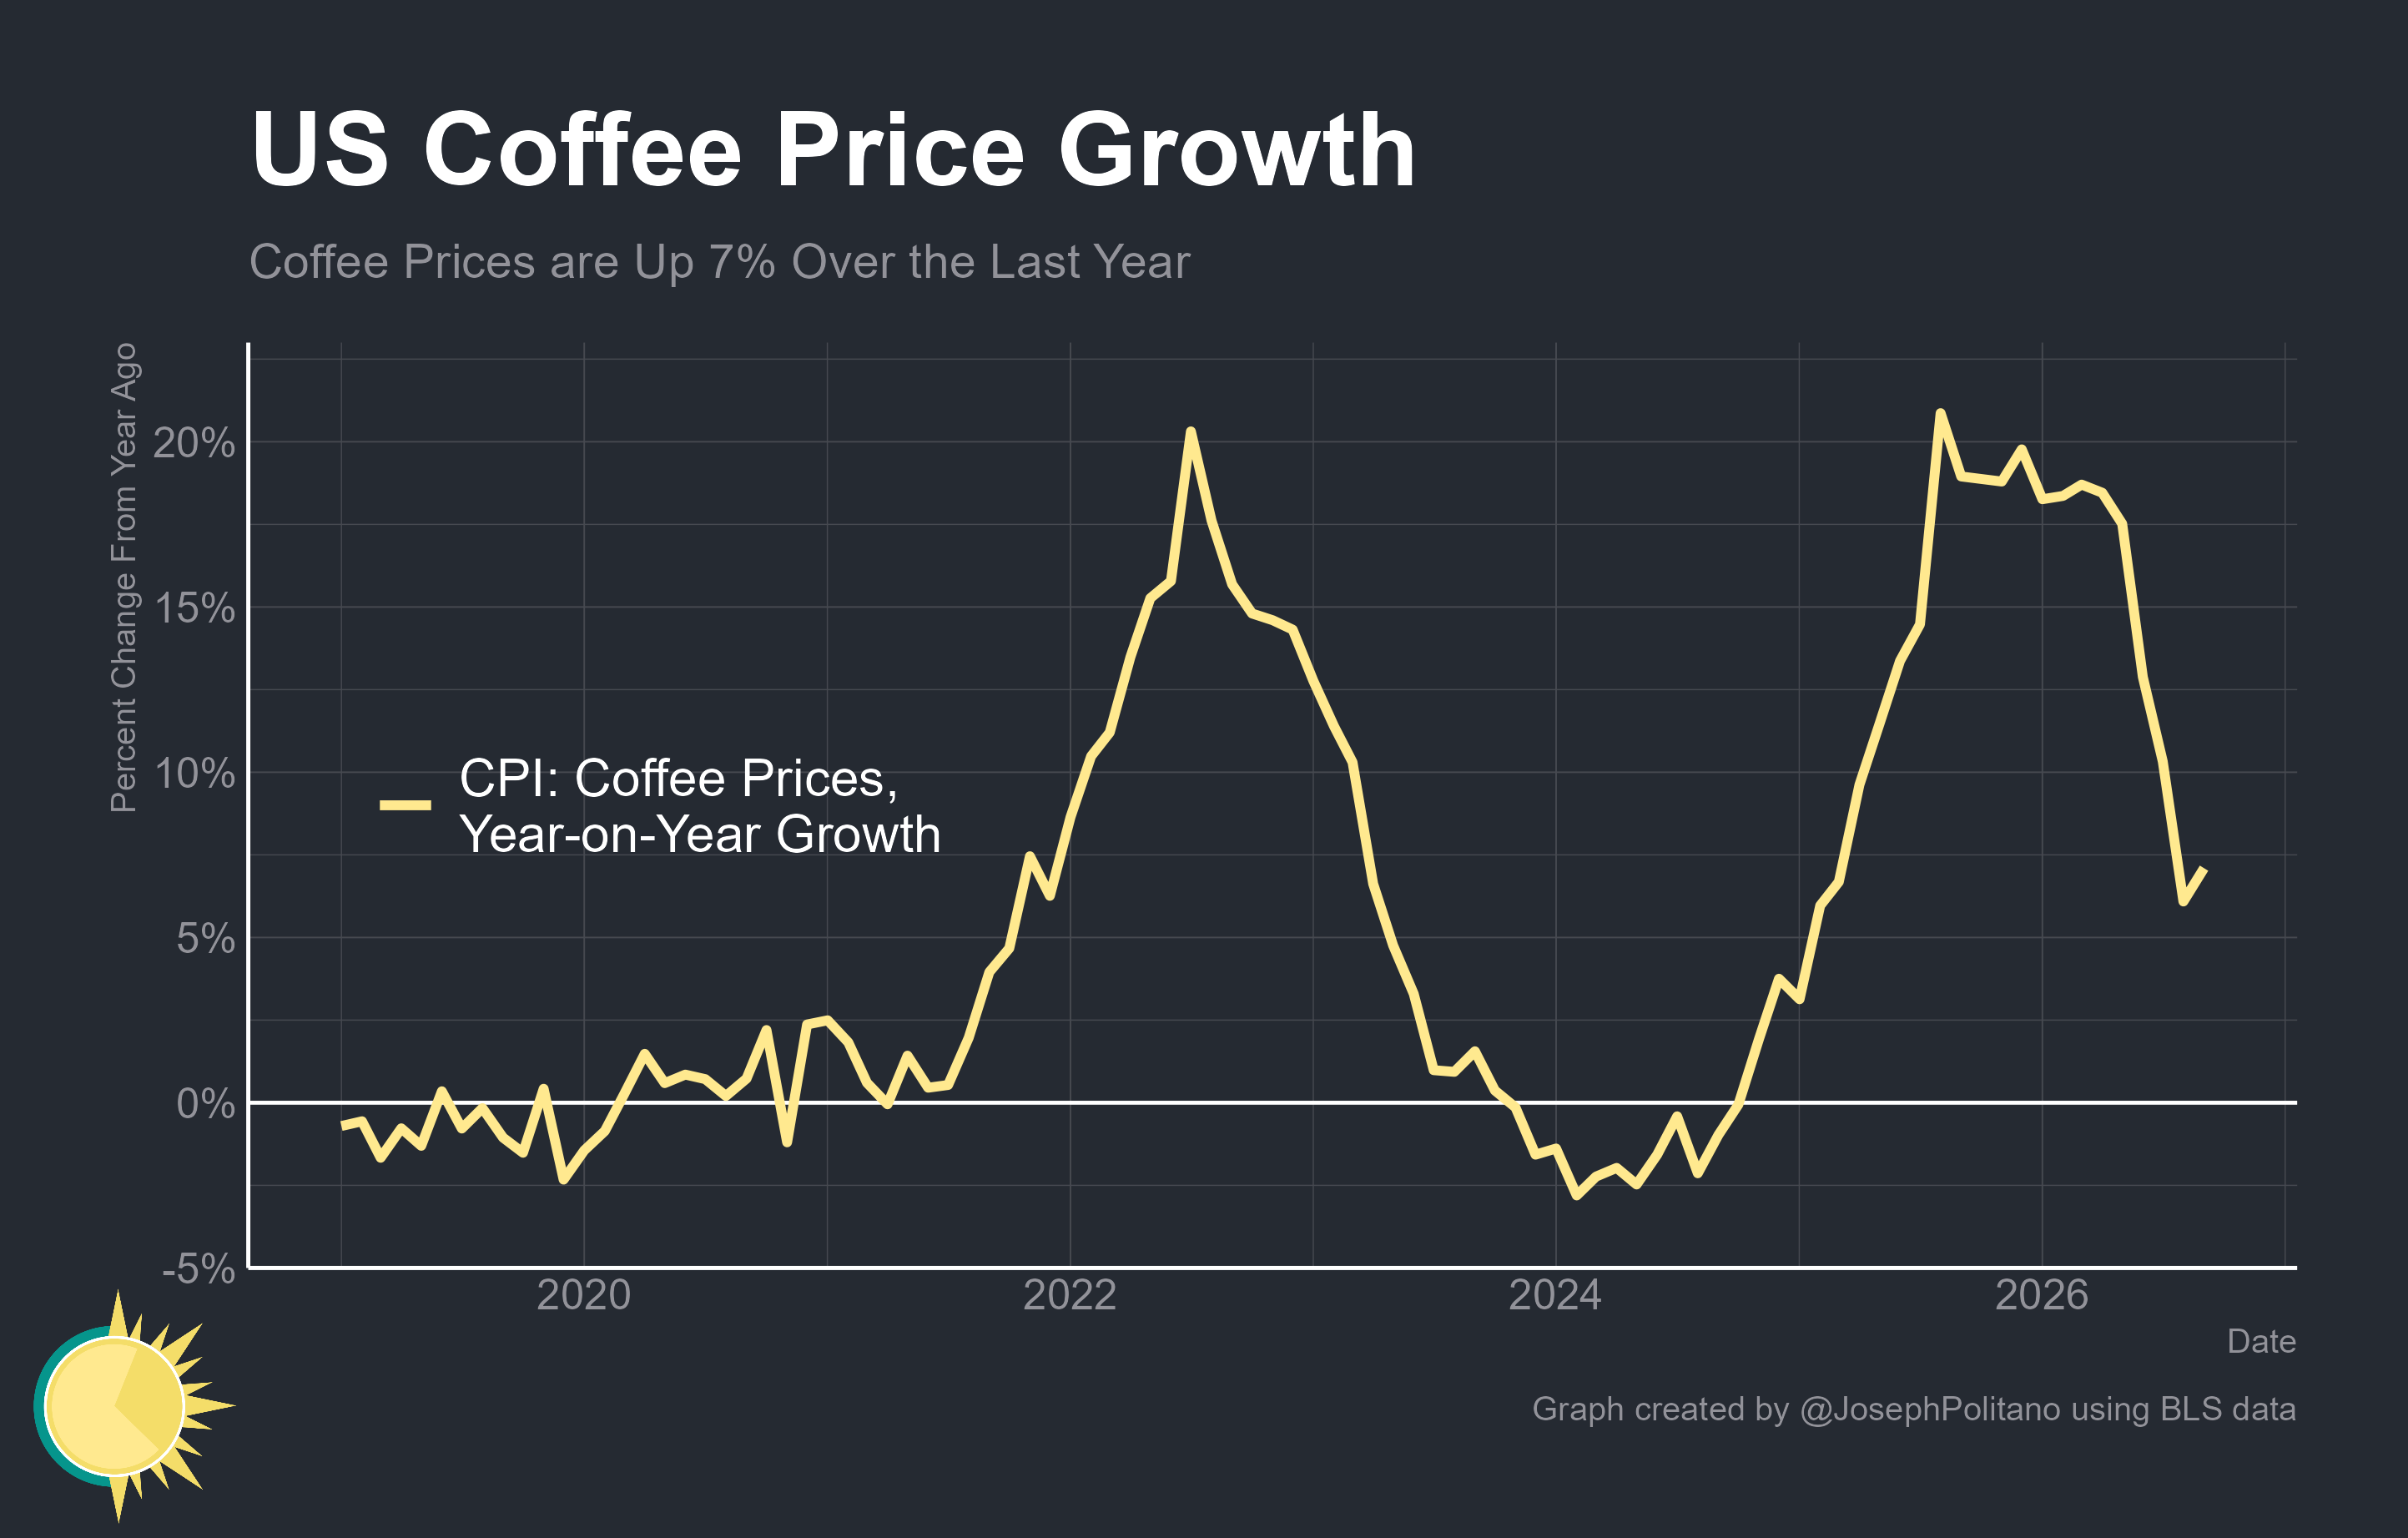 US Coffee Price Growth
Coffee Prices are Up 7% Over the Last Year
Percent Change From Year Ago
20%
15%
10%
5%
0%
-5%
CPI: Coffee Prices,
Year-on-Year Growth
2020
2022
2024
2026
Date
Graph created by @JosephPolitano using BLS data